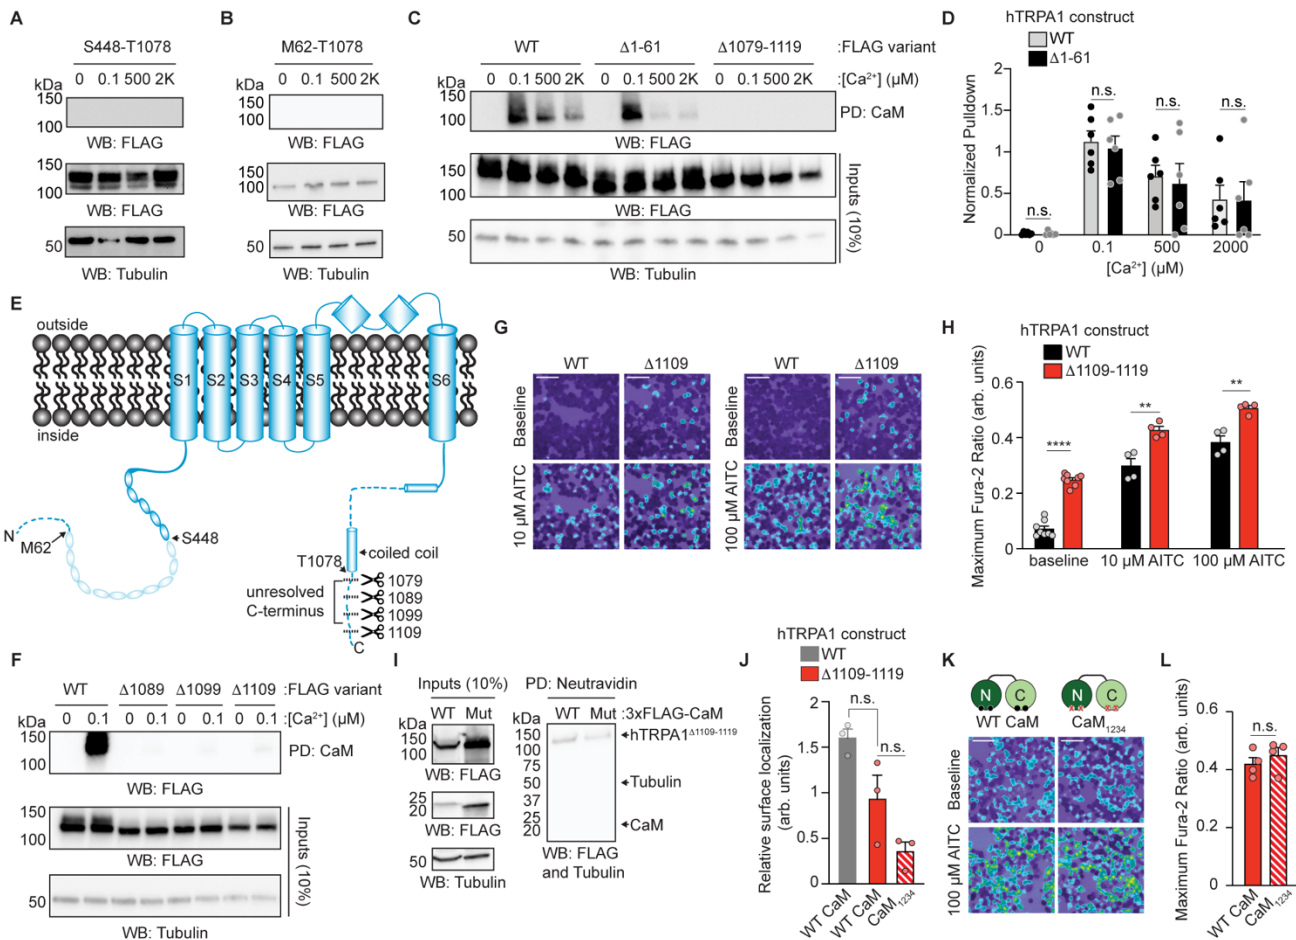 A
S448-T1078
kDa 0 0.1 500 2K
150
100
WB: FLAG
150
100
WB: FLAG
50
WB: Tubulin
B
M62-T1078
kDa 0 0.1 500 2K
150
100
WB: FLAG
150
100
WB: FLAG
50
WB: Tubulin
C
WT Δ1-61 Δ1079-1119 :FLAG variant
kDa 0 0.1 500 2K 0 0.1 500 2K 0 0.1 500 2K :[Ca²⁺] (μM)
150
100
PD: CaM
WB: FLAG
150
100
WB: FLAG
50
WB: Tubulin
Inputs (10%)
D
hTRPA1 construct
WT
Δ1-61
Normalized Pulldown
2
1.5
1
0.5
0
n.s. n.s. n.s. n.s.
0 0.1 500 2000
[Ca²⁺] (μM)
E
outside
inside
S1 S2 S3 S4 S5 S6
N
M62
S448
coiled coil
T1078
unresolved
C-terminus
1079
1089
1099
1109
C
F
WT Δ1089 Δ1099 Δ1109 :FLAG variant
kDa 0 0.1 0 0.1 0 0.1 0 0.1 :[Ca²⁺] (μM)
150
100
PD: CaM
WB: FLAG
150
100
WB: FLAG
50
WB: Tubulin
Inputs (10%)
G
WT Δ1109 WT Δ1109
Baseline
10 μM AITC
Baseline
100 μM AITC
H
hTRPA1 construct
WT
Δ1109-1119
Maximum Fura-2 Ratio (arb. units)
0.6
0.4
0.2
0
**** ** **
baseline 10 μM AITC 100 μM AITC
I
Inputs (10%) PD: Neutravidin
kDa WT Mut kDa WT Mut :3xFLAG-CaM
150
100
WB: FLAG
25
20
WB: FLAG
50
WB: Tubulin
150
100
75
50
37
25
20
hTRPA1Δ1109-1119
Tubulin
CaM
WB: FLAG
and Tubulin
J
hTRPA1 construct
WT
Δ1109-1119
Relative surface localization
(arb. units)
2
1.5
1
0.5
0
n.s.
n.s.
WT CaM WT CaM CaM₁₂₃₄
K
N C N C
WT CaM CaM₁₂₃₄
Baseline
100 μM AITC
L
Maximum Fura-2 Ratio (arb. units)
0.6
0.4
0.2
0
n.s.
WT CaM CaM₁₂₃₄